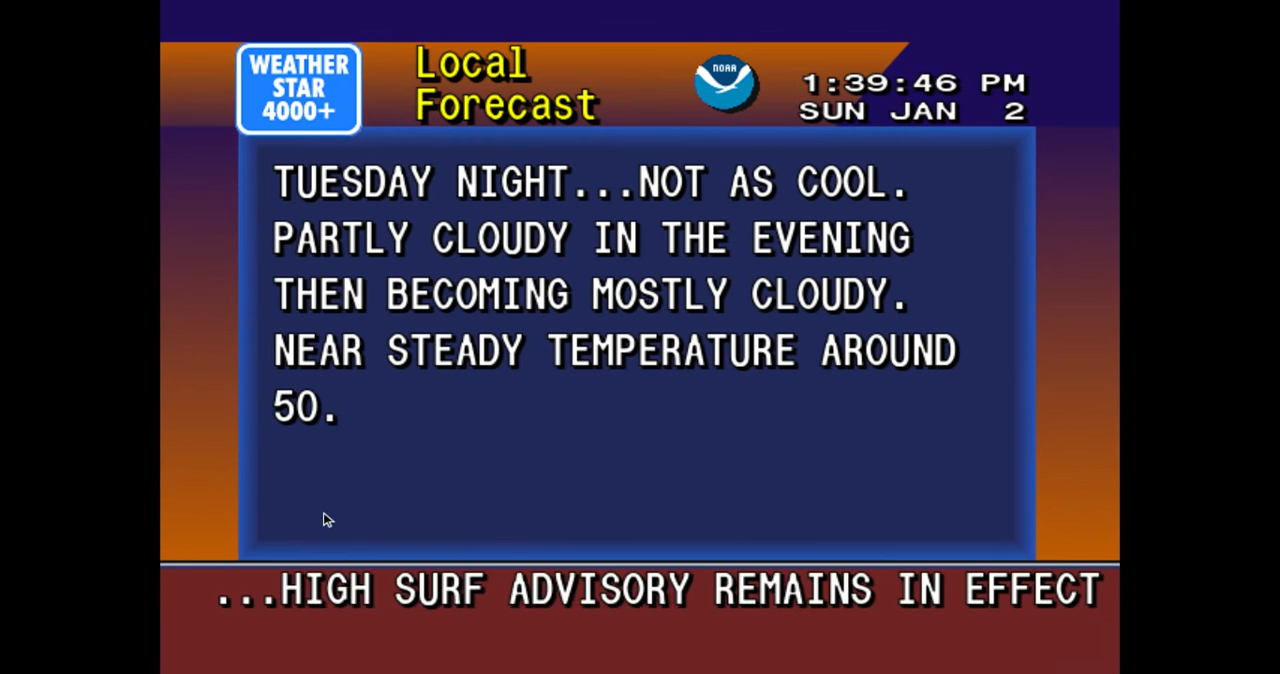 WEATHER
STAR
4000+
Local
Forecast
NOAA
1:39:46 PM
SUN JAN 2
TUESDAY NIGHT...NOT AS COOL.
PARTLY CLOUDY IN THE EVENING
THEN BECOMING MOSTLY CLOUDY.
NEAR STEADY TEMPERATURE AROUND
50.
...HIGH SURF ADVISORY REMAINS IN EFFECT